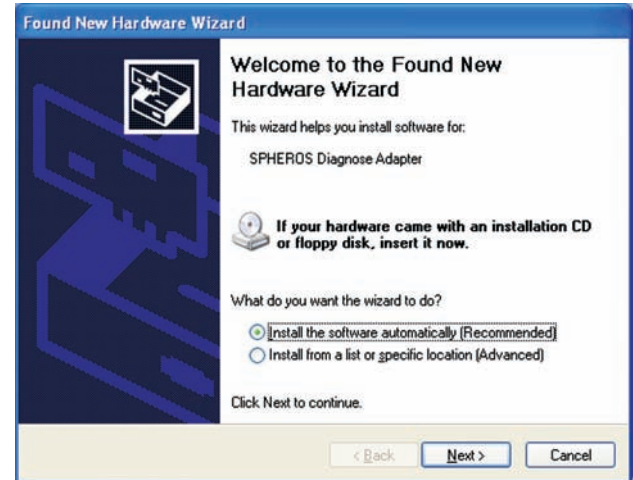 Found New Hardware Wizard
Welcome to the Found New
Hardware Wizard
This wizard helps you install software for:
SPHEROS Diagnose Adapter
If your hardware came with an installation CD
or floppy disk, insert it now.
What do you want the wizard to do?
Install the software automatically (Recommended)
Install from a list or specific location (Advanced)
Click Next to continue.
< Back
Next >
Cancel